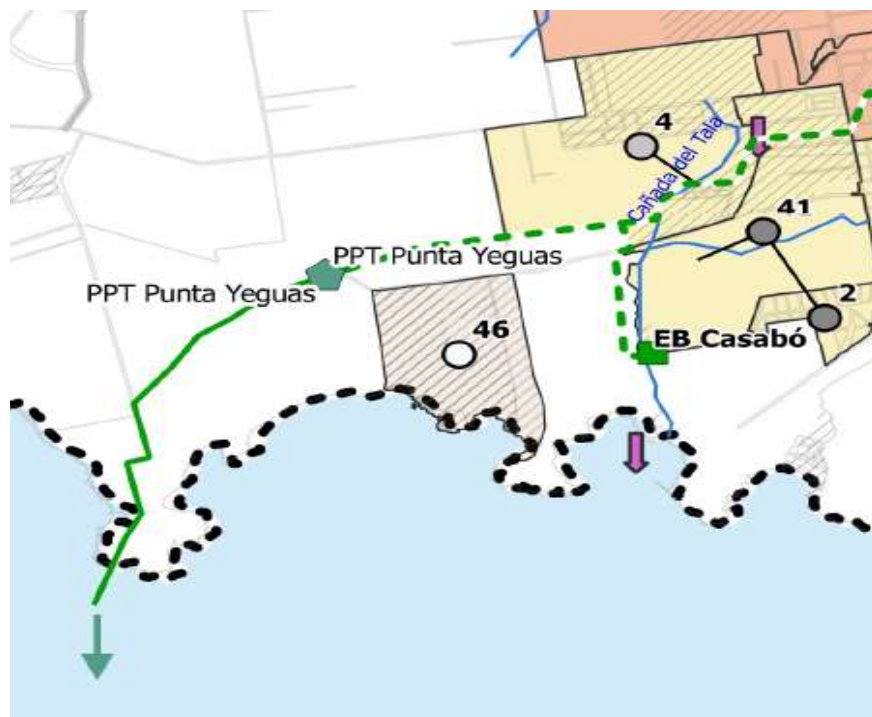 4
Cañada del Tala
41
PPT Punta Yeguas
PPT Punta Yeguas
2
46
EB Casabó